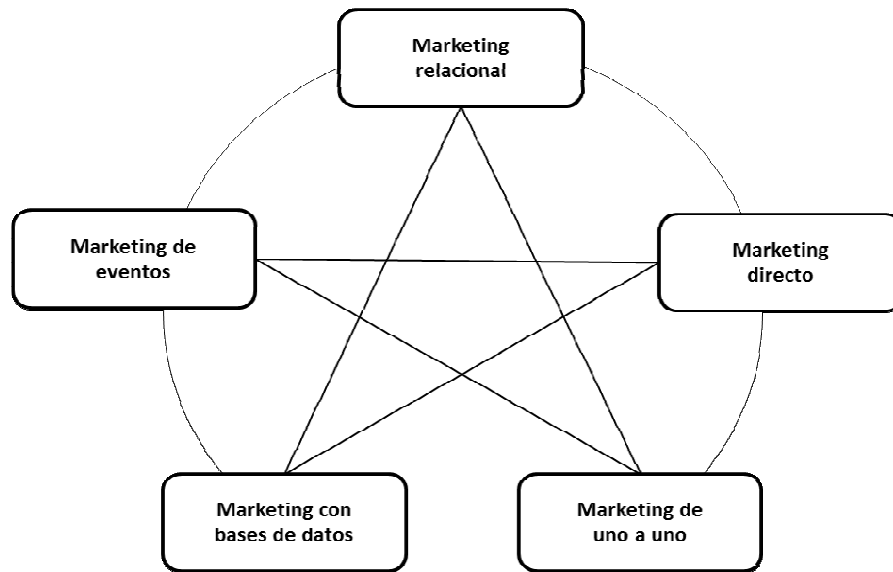 Marketing
relacional
Marketing de
eventos
Marketing
directo
Marketing con
bases de datos
Marketing de
uno a uno